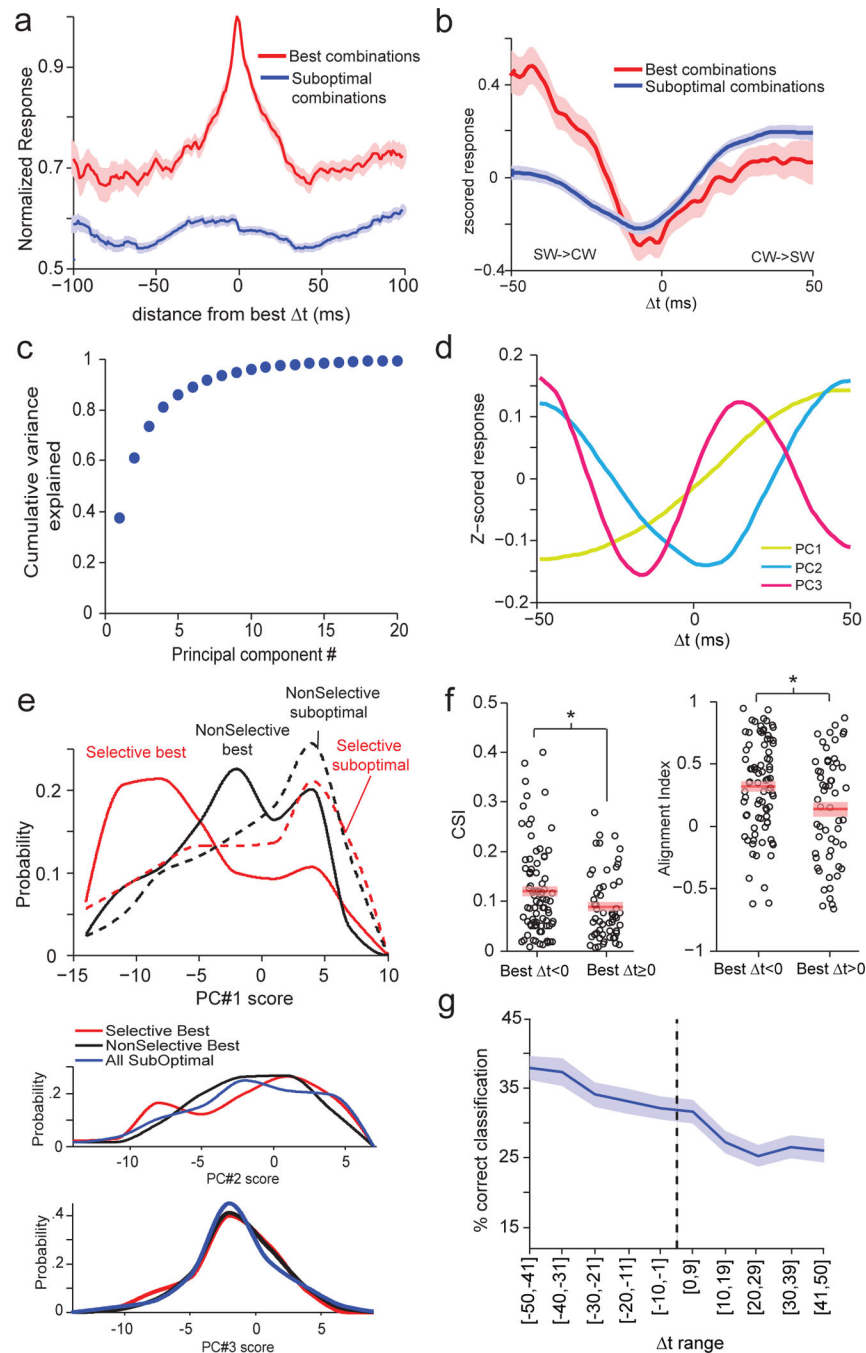 a
Normalized Response
0.9
0.7
0.5
Best combinations
Suboptimal
combinations
−100
−50
0
50
100
distance from best Δt (ms)
b
zscored response
0.4
0
−0.4
Best combinations
Suboptimal combinations
SW->CW
CW->SW
−50
0
50
Δt (ms)
c
Cumulative variance
explained
1
0.8
0.6
0.4
0.2
0
0
5
10
15
20
Principal component #
d
Z−scored response
0.2
0.1
0
−0.1
−0.2
PC1
PC2
PC3
−50
0
50
Δt (ms)
e
NonSelective
suboptimal
NonSelective
best
Selective best
Selective
suboptimal
Probability
0.2
0.1
0
−15
−10
−5
0
5
10
PC#1 score
Selective Best
NonSelective Best
All SubOptimal
Probability
.2
0
-10
-5
0
5
PC#2 score
Probability
.4
.2
0
-10
-5
0
5
PC#3 score
f
CSI
0.5
0.4
0.3
0.2
0.1
0
*
Best Δt<0
Best Δt≥0
Alignment Index
1
0.5
0
−0.5
−1
*
Best Δt<0
Best Δt>0
g
% correct classification
45
35
25
15
[-50,-41]
[-40,-31]
[-30,-21]
[-20,-11]
[-10,-1]
[0,9]
[10,19]
[20,29]
[30,39]
[41,50]
Δt range